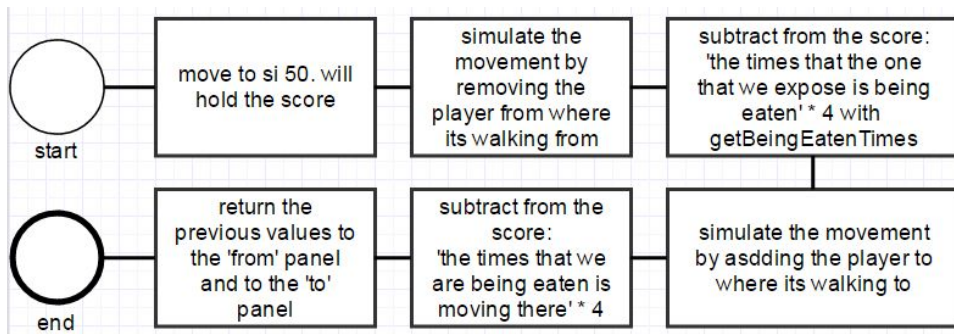 start
move to si 50. will
hold the score
simulate the
movement by
removing the
player from where
its walking from
subtract from the score:
'the times that the one
that we expose is being
eaten' * 4 with
getBeingEatenTimes
simulate the movement
by asdding the player to
where its walking to
subtract from the
score:
'the times that we
are being eaten is
moving there' * 4
return the
previous values to
the 'from' panel
and to the 'to'
panel
end